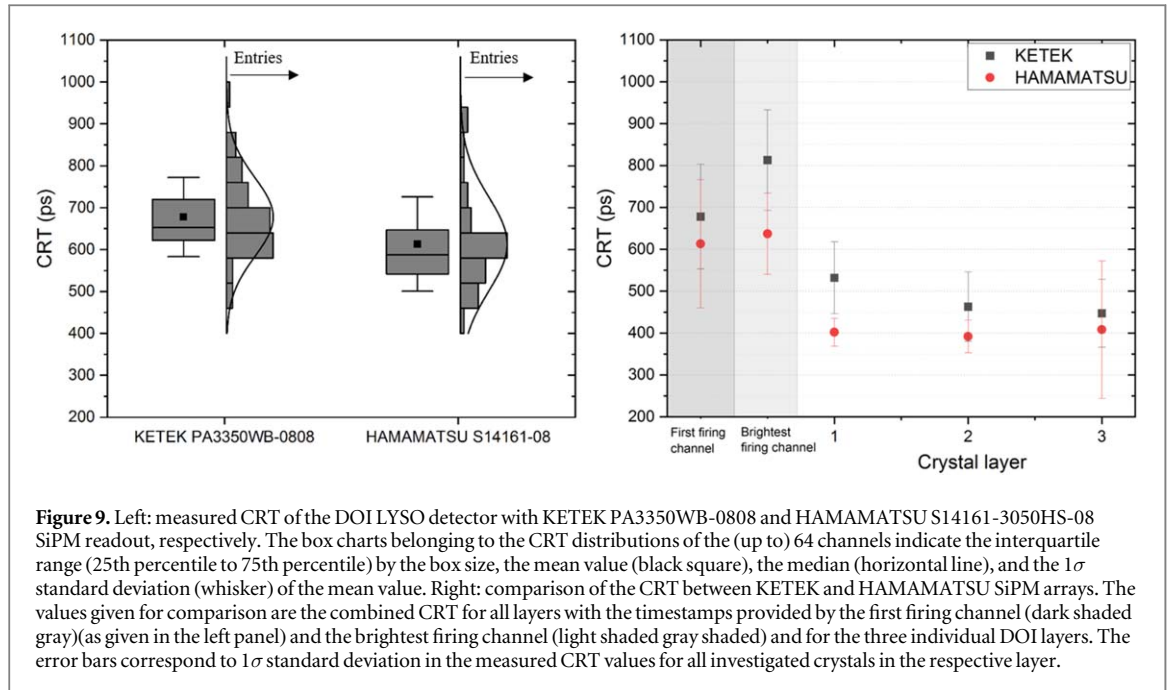 1100
1000
900
800
700
600
500
400
300
200
CRT (ps)
Entries
Entries
KETEK PA3350WB-0808
HAMAMATSU S14161-08
1100
1000
900
800
700
600
500
400
300
200
CRT (ps)
KETEK
HAMAMATSU
First firing
channel
Brightest
firing channel
1
2
3
Crystal layer
Figure 9. Left: measured CRT of the DOI LYSO detector with KETEK PA3350WB-0808 and HAMAMATSU S14161-3050HS-08
SiPM readout, respectively. The box charts belonging to the CRT distributions of the (up to) 64 channels indicate the interquartile
range (25th percentile to 75th percentile) by the box size, the mean value (black square), the median (horizontal line), and the 1σ
standard deviation (whisker) of the mean value. Right: comparison of the CRT between KETEK and HAMAMATSU SiPM arrays. The
values given for comparison are the combined CRT for all layers with the timestamps provided by the first firing channel (dark shaded
gray)(as given in the left panel) and the brightest firing channel (light shaded gray shaded) and for the three individual DOI layers. The
error bars correspond to 1σ standard deviation in the measured CRT values for all investigated crystals in the respective layer.